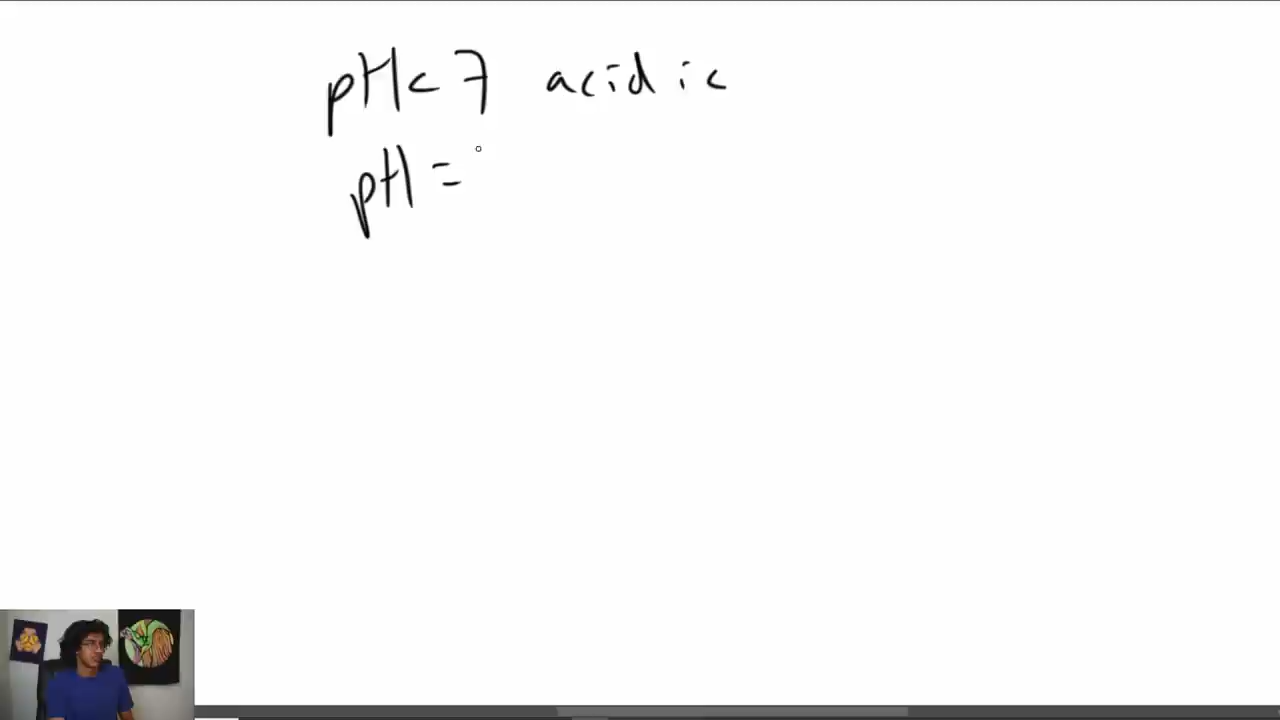 pH < 7 acidic
pH =